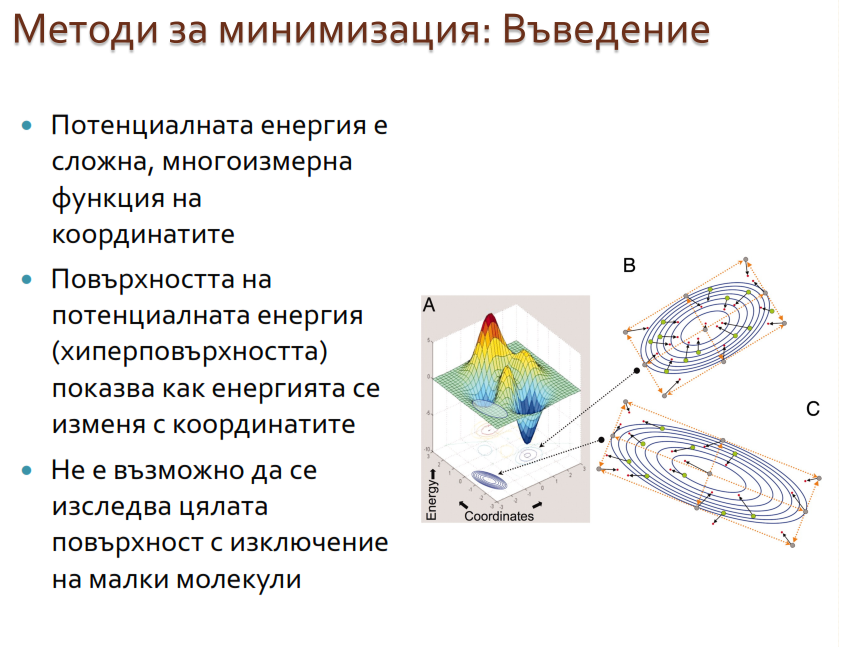 Методи за минимизация: Въведение
• Потенциалната енергия е
сложна, многоизмерна
функция на
координатите
• Повърхността на
потенциалната енергия
(хиперповърхността)
показва как енергията се
изменя с координатите
• Не е възможно да се
изследва цялата
повърхност с изключение
на малки молекули
A
B
C
Energy
Coordinates